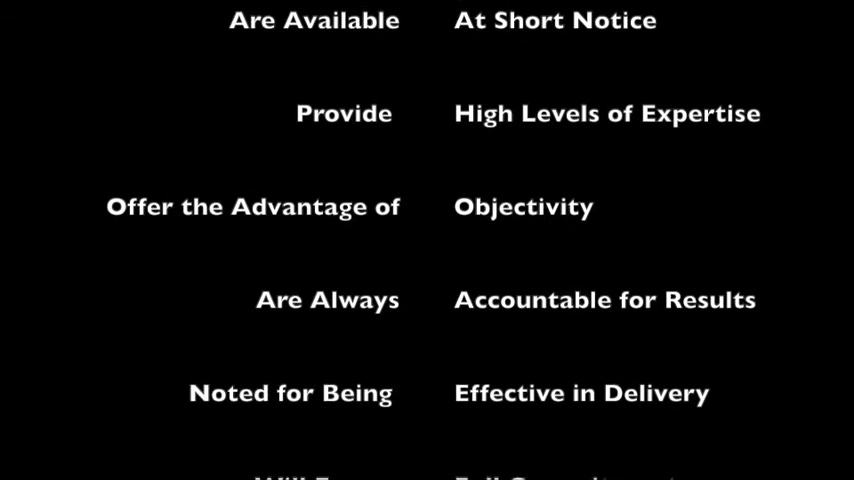 Are Available At Short Notice
Provide High Levels of Expertise
Offer the Advantage of Objectivity
Are Always Accountable for Results
Noted for Being Effective in Delivery